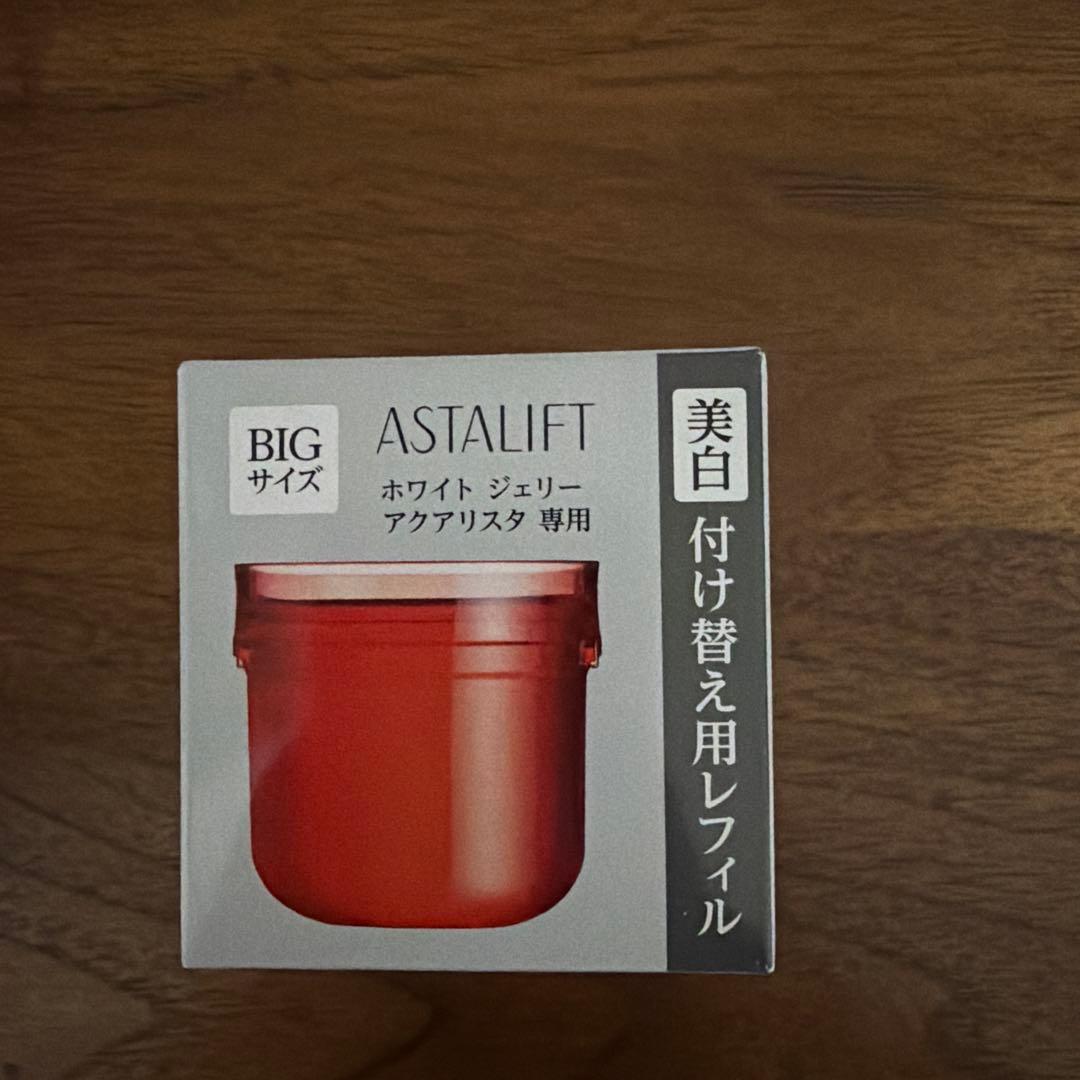 BIG
サイズ
ASTALIFT
ホワイト ジェリー
アクアリスタ 専用
美白
付け替え用レフィル